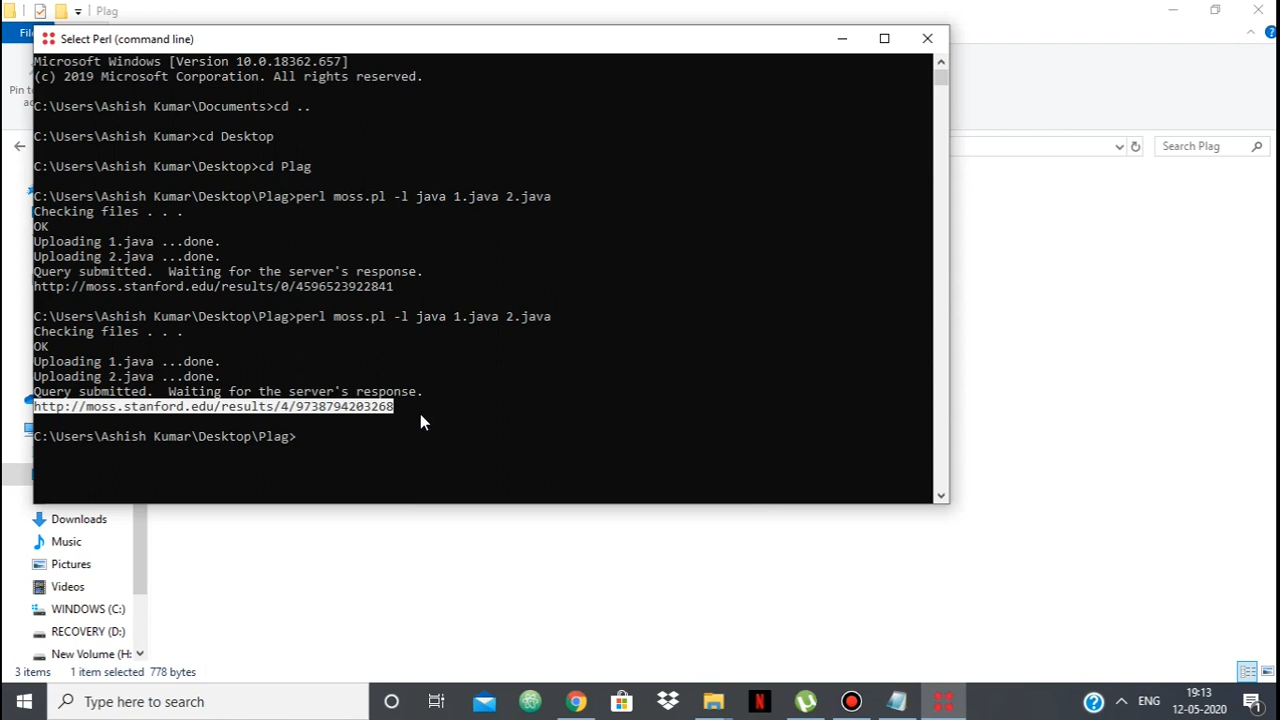 Plag
Fil
Select Perl (command line)
Microsoft Windows [Version 10.0.18362.657]
(c) 2019 Microsoft Corporation. All rights reserved.
C:\Users\Ashish Kumar\Documents>cd ..
C:\Users\Ashish Kumar>cd Desktop
C:\Users\Ashish Kumar\Desktop>cd Plag
C:\Users\Ashish Kumar\Desktop\Plag>perl moss.pl -l java 1.java 2.java
Checking files . . .
OK
Uploading 1.java ...done.
Uploading 2.java ...done.
Query submitted.  Waiting for the server's response.
http://moss.stanford.edu/results/0/4596523922841
C:\Users\Ashish Kumar\Desktop\Plag>perl moss.pl -l java 1.java 2.java
Checking files . . .
OK
Uploading 1.java ...done.
Uploading 2.java ...done.
Query submitted.  Waiting for the server's response.
http://moss.stanford.edu/results/4/9738794203268
C:\Users\Ashish Kumar\Desktop\Plag>
Pin t
Search Plag
Downloads
Music
Pictures
Videos
WINDOWS (C:)
RECOVERY (D:)
New Volume (H:
3 items 1 item selected 778 bytes
Type here to search
ENG
19:13
12-05-2020